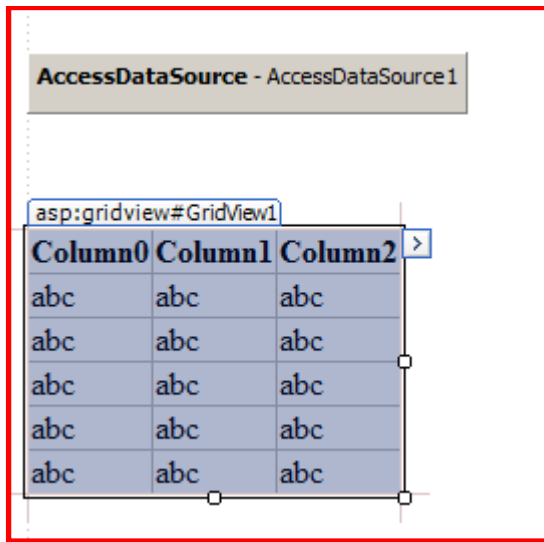 AccessDataSource - AccessDataSource1
asp:gridview#GridView1
Column0 Column1 Column2
abc abc abc
abc abc abc
abc abc abc
abc abc abc
abc abc abc